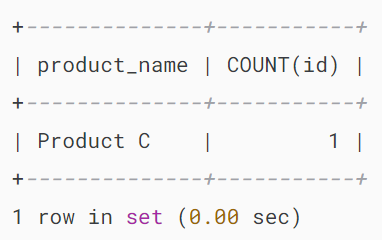 +--------------+-----------+
| product_name | COUNT(id) |
+--------------+-----------+
| Product C    |         1 |
+--------------+-----------+
1 row in set (0.00 sec)